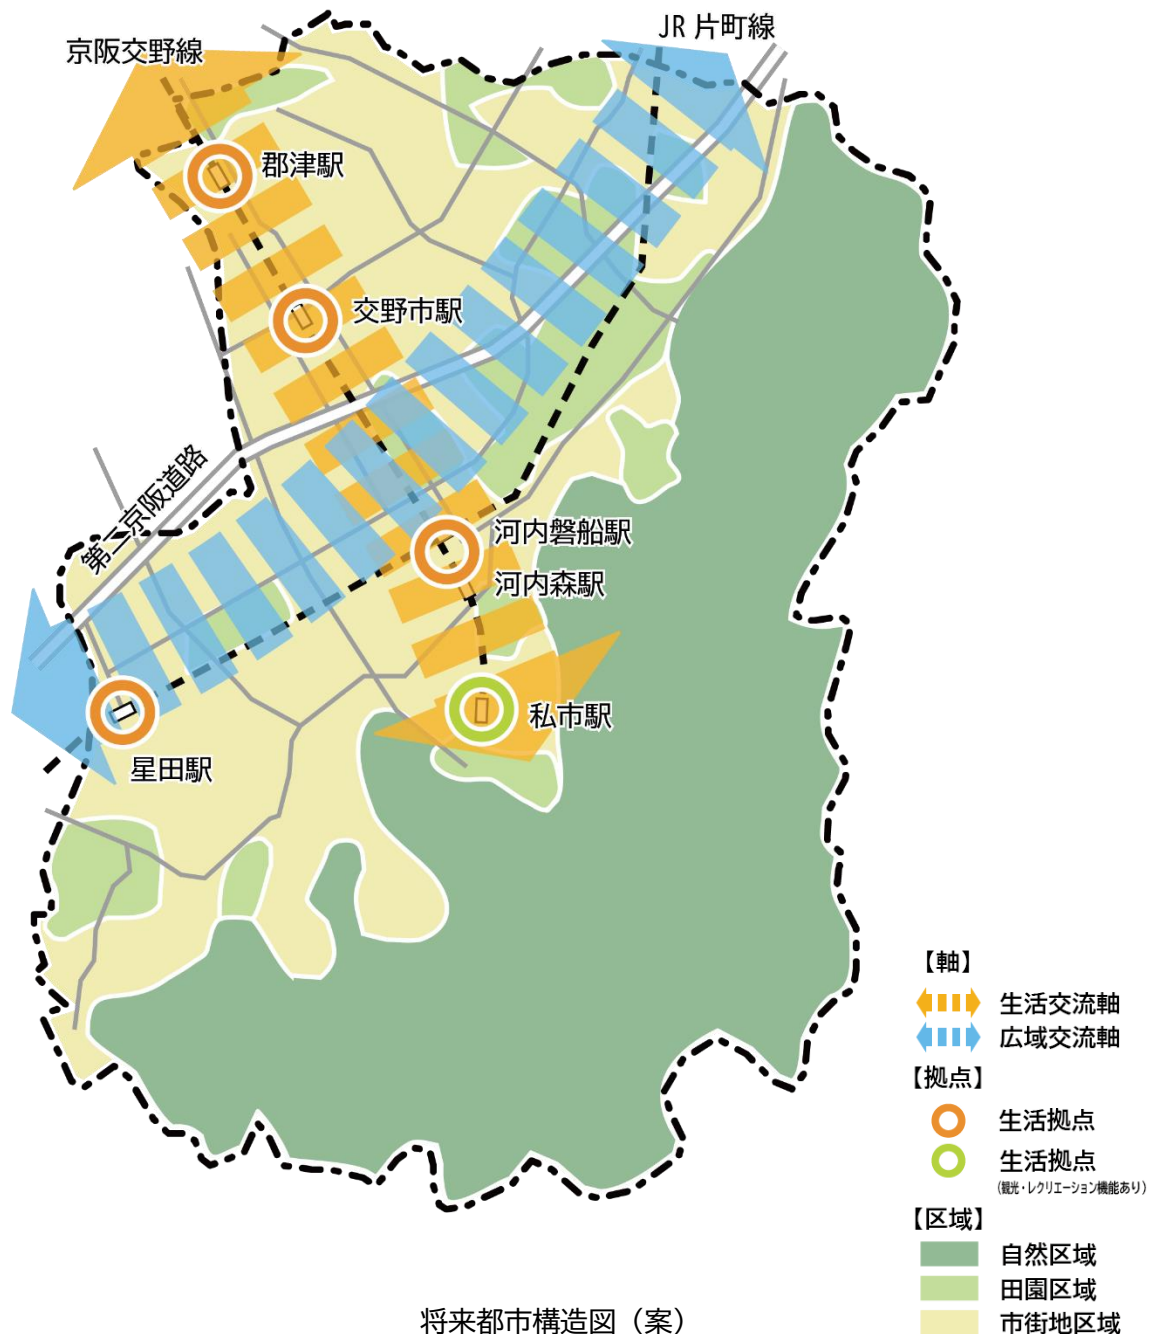 JR 片町線
京阪交野線
郡津駅
交野市駅
第二京阪道路
河内磐船駅
河内森駅
私市駅
星田駅
【軸】
生活交流軸
広域交流軸
【拠点】
生活拠点
生活拠点
(観光・レクリエーション機能あり)
【区域】
自然区域
田園区域
市街地区域
将来都市構造図（案）